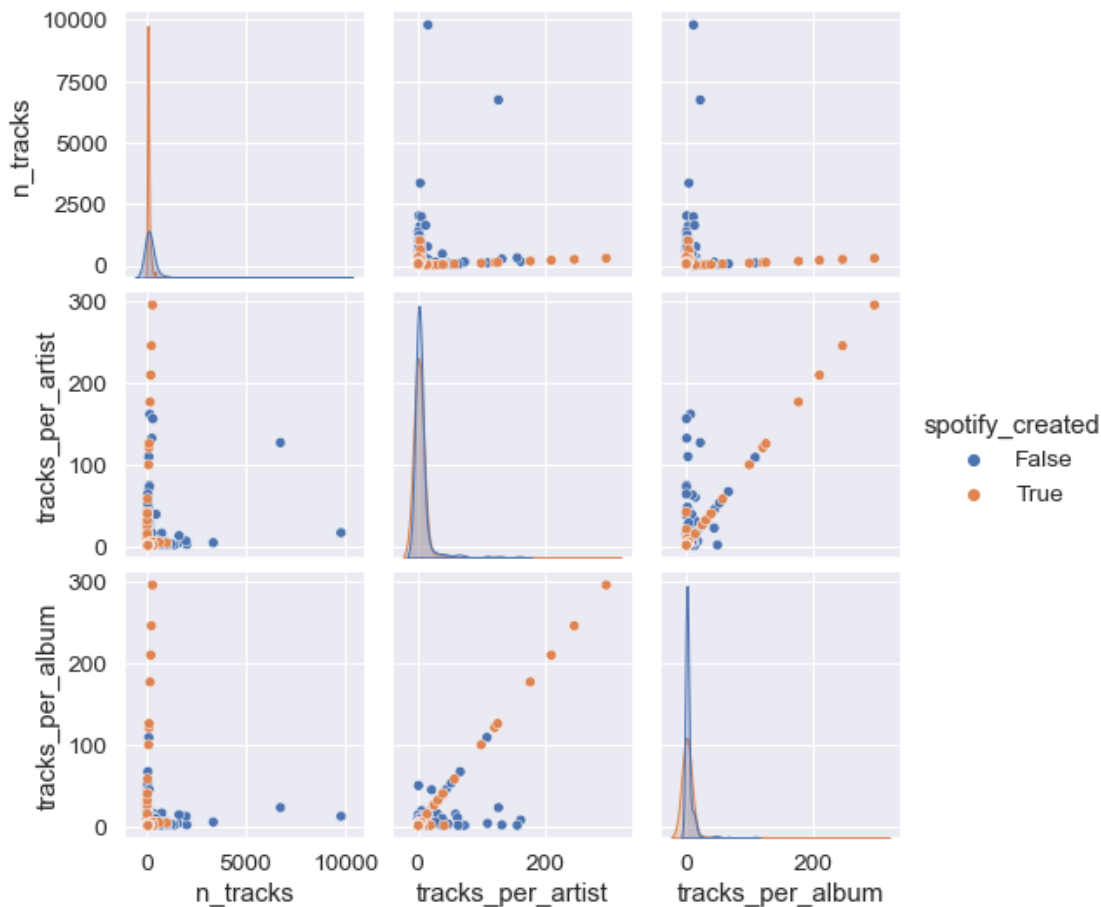 10000
7500
5000
2500
0
n_tracks
300
200
100
0
tracks_per_artist
300
200
100
0
tracks_per_album
0 5000 10000
n_tracks
0 200
tracks_per_artist
0 200
tracks_per_album
spotify_created
False
True